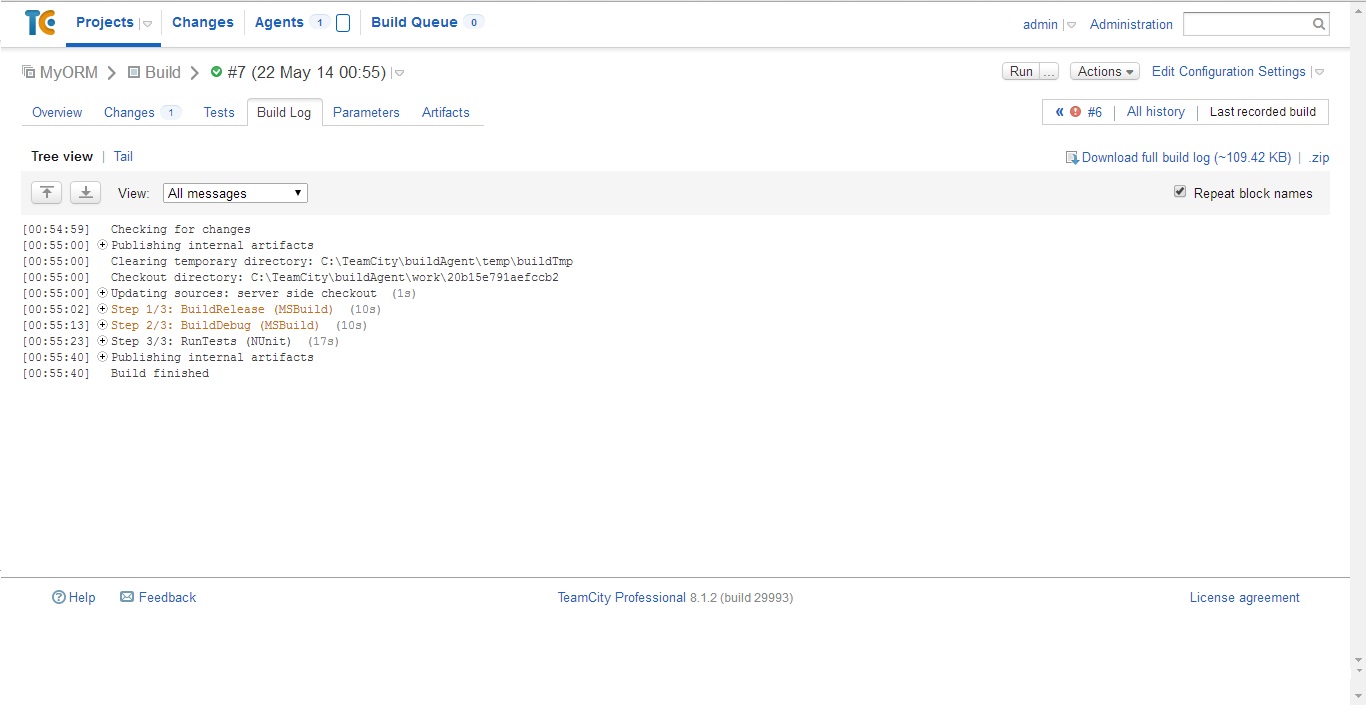 TC Projects Changes Agents 1 Build Queue 0 admin Administration
MyORM Build #7 (22 May 14 00:55) Run ... Actions Edit Configuration Settings
Overview Changes 1 Tests Build Log Parameters Artifacts « #6 All history Last recorded build
Tree view | Tail Download full build log (~109.42 KB) | .zip
View: All messages Repeat block names
[00:54:59] Checking for changes
[00:55:00] Publishing internal artifacts
[00:55:00] Clearing temporary directory: C:\TeamCity\buildAgent\temp\buildTmp
[00:55:00] Checkout directory: C:\TeamCity\buildAgent\work\20b15e791aefccb2
[00:55:00] Updating sources: server side checkout (1s)
[00:55:02] Step 1/3: BuildRelease (MSBuild) (10s)
[00:55:13] Step 2/3: BuildDebug (MSBuild) (10s)
[00:55:23] Step 3/3: RunTests (NUnit) (17s)
[00:55:40] Publishing internal artifacts
[00:55:40] Build finished
Help Feedback TeamCity Professional 8.1.2 (build 29993) License agreement